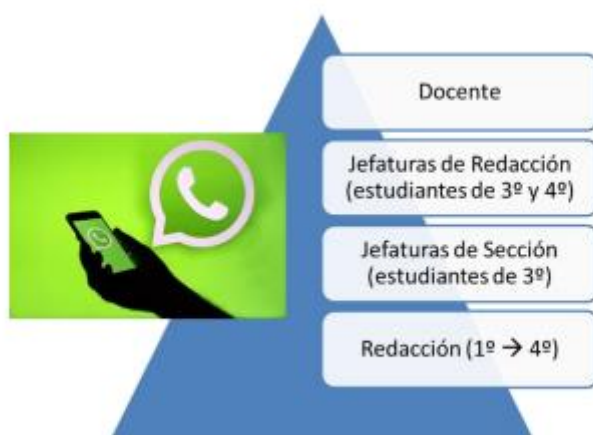 Docente
Jefaturas de Redacción
(estudiantes de 3º y 4º)
Jefaturas de Sección
(estudiantes de 3º)
Redacción (1º → 4º)